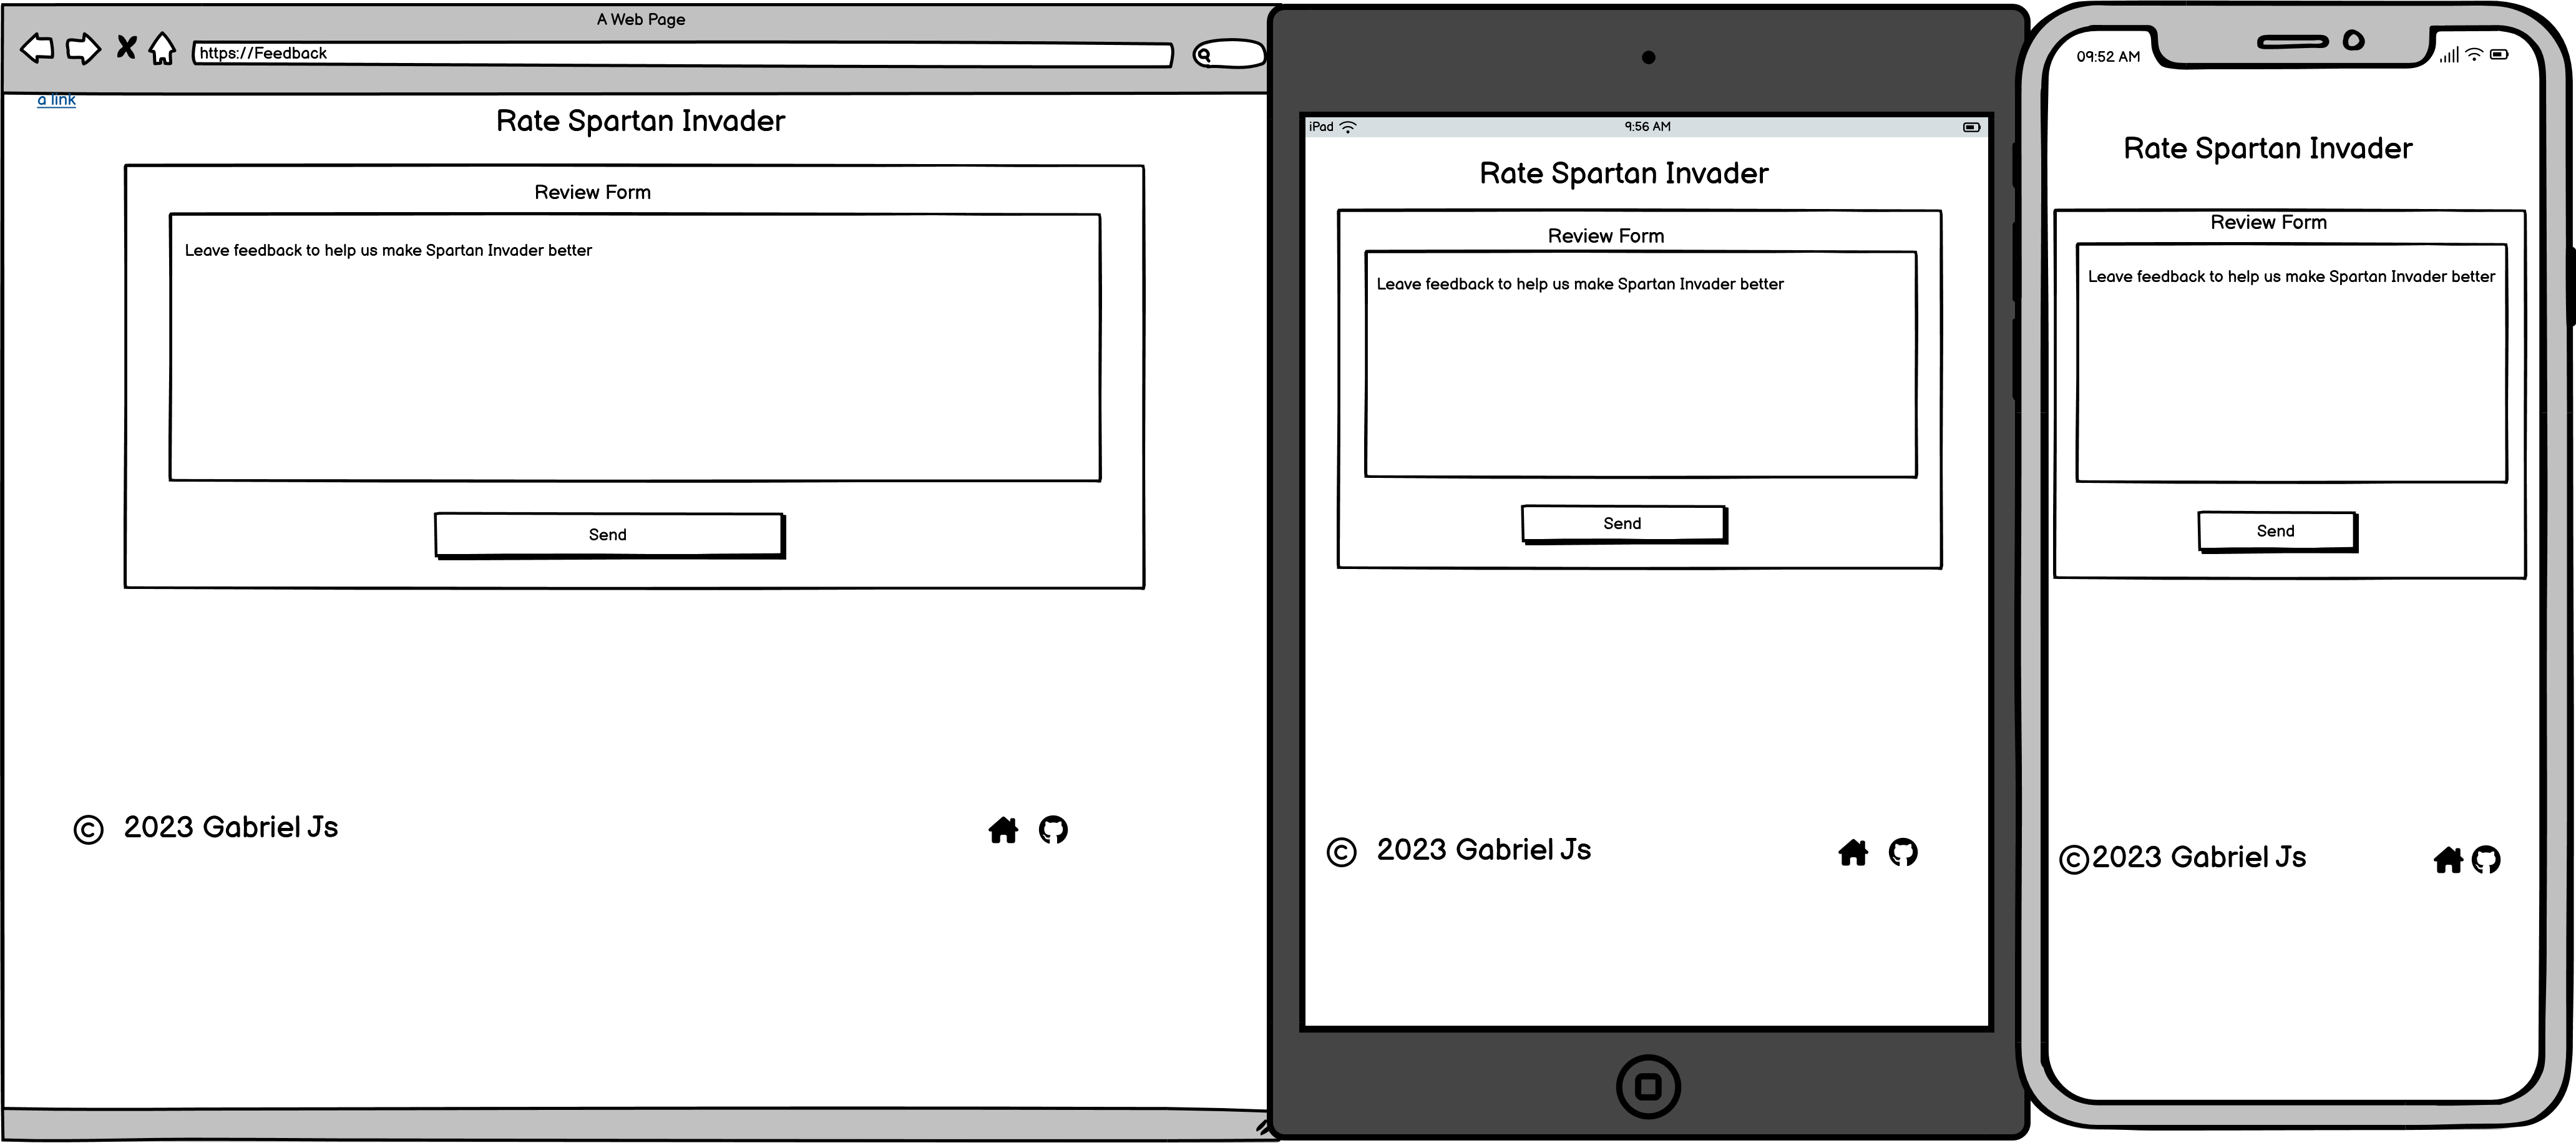 A Web Page
https://Feedback
a link
Rate Spartan Invader
Review Form
Leave feedback to help us make Spartan Invader better
Send
© 2023 Gabriel Js
iPad
9:56 AM
Rate Spartan Invader
Review Form
Leave feedback to help us make Spartan Invader better
Send
© 2023 Gabriel Js
09:52 AM
Rate Spartan Invader
Review Form
Leave feedback to help us make Spartan Invader better
Send
©2023 Gabriel Js